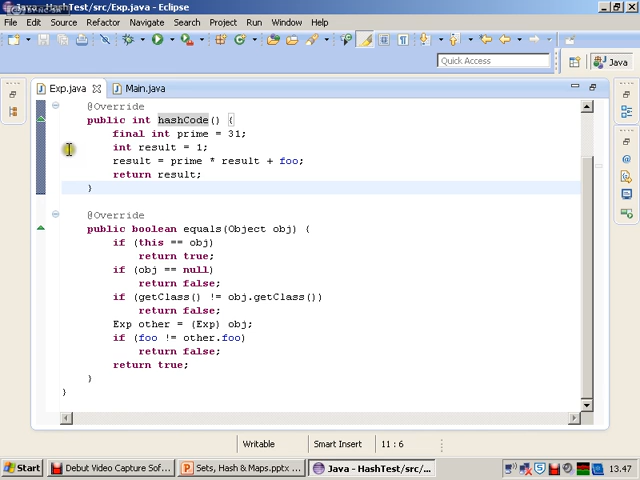 Java - HashTest/src/Exp.java - Eclipse
File Edit Source Refactor Navigate Search Project Run Window Help
Quick Access
Java
Exp.java Main.java
@Override
public int hashCode() {
final int prime = 31;
int result = 1;
result = prime * result + foo;
return result;
}
@Override
public boolean equals(Object obj) {
if (this == obj)
return true;
if (obj == null)
return false;
if (getClass() != obj.getClass())
return false;
Exp other = (Exp) obj;
if (foo != other.foo)
return false;
return true;
}
}
Writable Smart Insert 11 : 6
Start Debut Video Capture Sof... Sets, Hash & Maps.pptx ... Java - HashTest/src/... 13.47